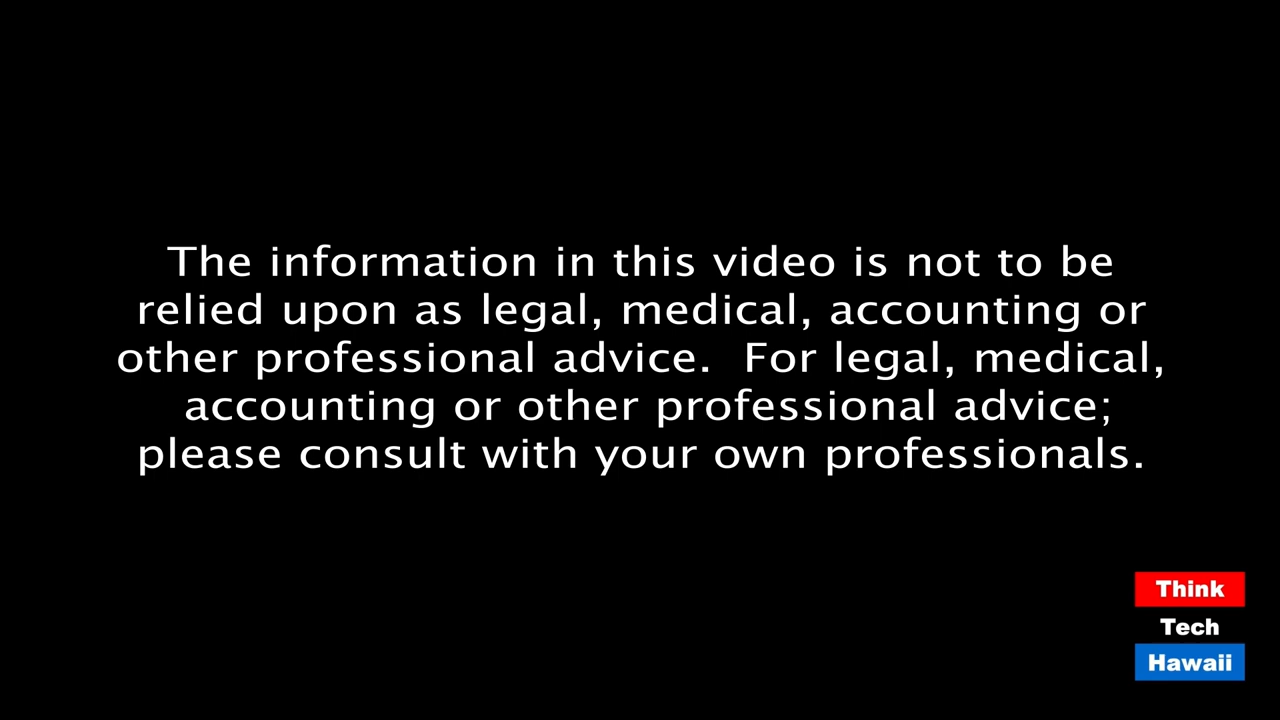 The information in this video is not to be
relied upon as legal, medical, accounting or
other professional advice.  For legal, medical,
accounting or other professional advice;
please consult with your own professionals.
Think
Tech
Hawaii